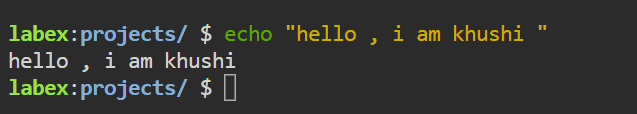 labex:projects/ $ echo "hello , i am khushi "
hello , i am khushi
labex:projects/ $